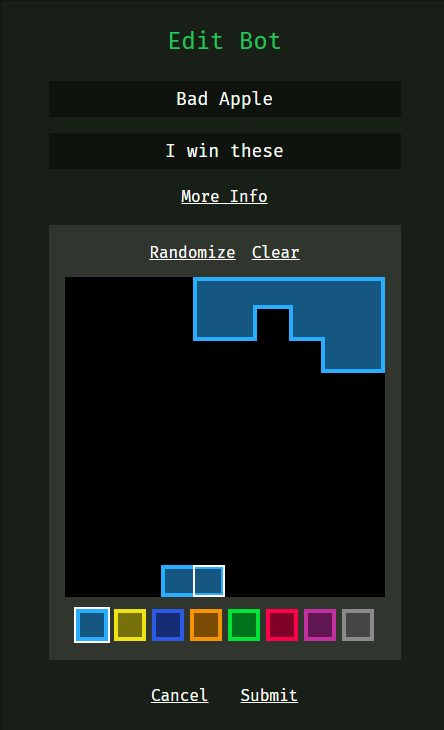 Edit Bot
Bad Apple
I win these
More Info
Randomize Clear
Cancel Submit